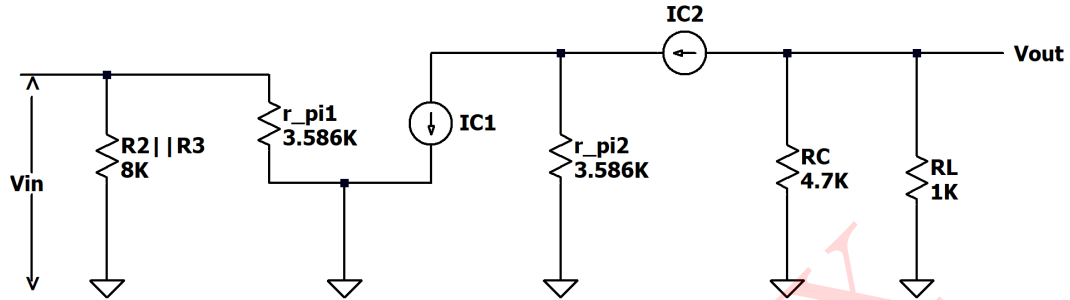 IC2
Vout
r_pi1
3.586K
IC1
R2||R3
8K
r_pi2
3.586K
RC
4.7K
RL
1K
Vin